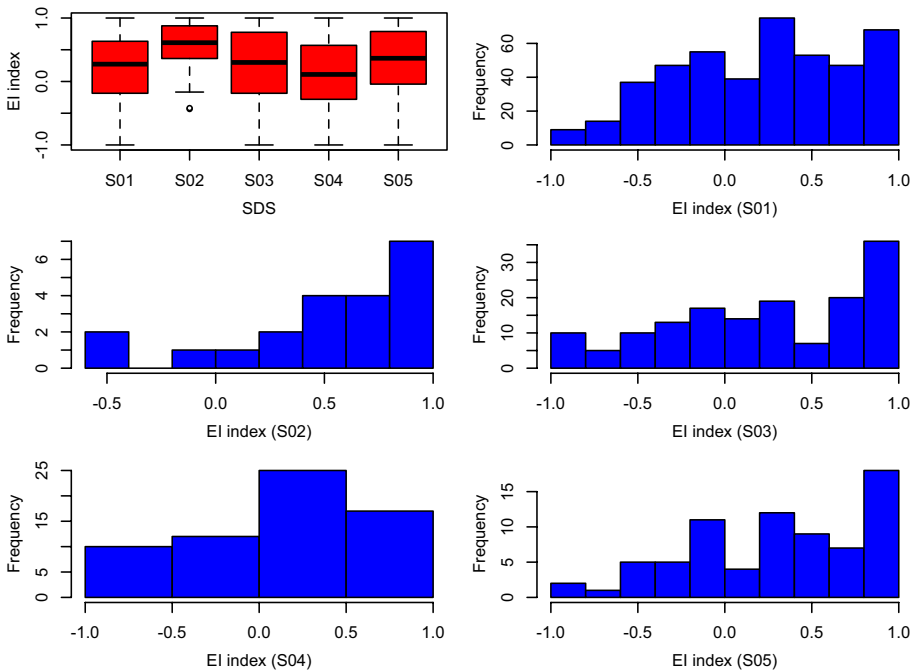 1.0
0.0
-1.0
EI index
S01 S02 S03 S04 S05
SDS
60
40
20
0
Frequency
-1.0 -0.5 0.0 0.5 1.0
EI index (S01)
6
4
2
0
Frequency
-0.5 0.0 0.5 1.0
EI index (S02)
30
20
10
0
Frequency
-1.0 -0.5 0.0 0.5 1.0
EI index (S03)
25
15
5
0
Frequency
-1.0 -0.5 0.0 0.5 1.0
EI index (S04)
15
10
5
0
Frequency
-1.0 -0.5 0.0 0.5 1.0
EI index (S05)